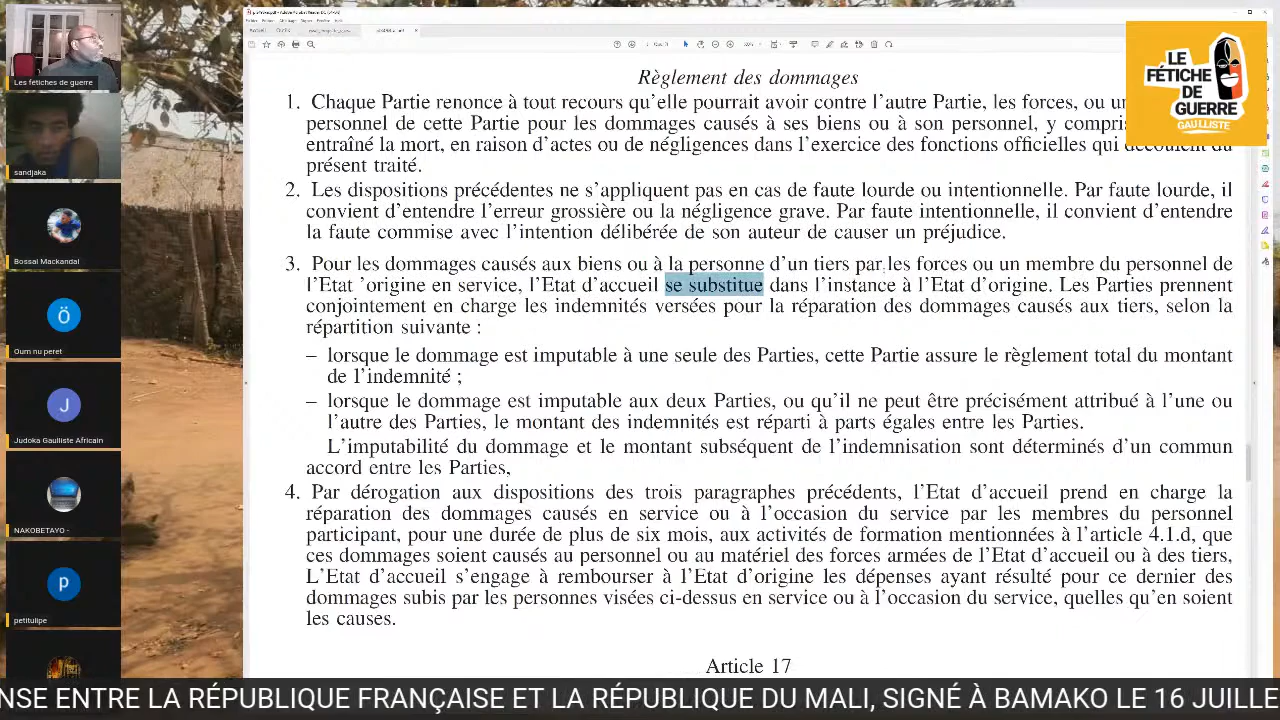 Règlement des dommages
1. Chaque Partie renonce à tout recours qu'elle pourrait avoir contre l'autre Partie, les forces, ou un
personnel de cette Partie pour les dommages causés à ses biens ou à son personnel, y compris
entraîné la mort, en raison d'actes ou de négligences dans l'exercice des fonctions officielles qui découlent du
présent traité.
2. Les dispositions précédentes ne s'appliquent pas en cas de faute lourde ou intentionnelle. Par faute lourde, il
convient d'entendre l'erreur grossière ou la négligence grave. Par faute intentionnelle, il convient d'entendre
la faute commise avec l'intention délibérée de son auteur de causer un préjudice.
3. Pour les dommages causés aux biens ou à la personne d'un tiers par les forces ou un membre du personnel de
l'Etat 'origine en service, l'Etat d'accueil se substitue dans l'instance à l'Etat d'origine. Les Parties prennent
conjointement en charge les indemnités versées pour la réparation des dommages causés aux tiers, selon la
répartition suivante :
– lorsque le dommage est imputable à une seule des Parties, cette Partie assure le règlement total du montant
de l'indemnité ;
– lorsque le dommage est imputable aux deux Parties, ou qu'il ne peut être précisément attribué à l'une ou
l'autre des Parties, le montant des indemnités est réparti à parts égales entre les Parties.
L'imputabilité du dommage et le montant subséquent de l'indemnisation sont déterminés d'un commun
accord entre les Parties,
4. Par dérogation aux dispositions des trois paragraphes précédents, l'Etat d'accueil prend en charge la
réparation des dommages causés en service ou à l'occasion du service par les membres du personnel
participant, pour une durée de plus de six mois, aux activités de formation mentionnées à l'article 4.1.d, que
ces dommages soient causés au personnel ou au matériel des forces armées de l'Etat d'accueil ou à des tiers,
L'Etat d'accueil s'engage à rembourser à l'Etat d'origine les dépenses ayant résulté pour ce dernier des
dommages subis par les personnes visées ci-dessus en service ou à l'occasion du service, quelles qu'en soient
les causes.
Article 17
LE
FÉTICHE
DE
GUERRE
GAULLISTE
Les fétiches de guerre
sandjaka
Bossal Mackandal
Ö
Oum nu peret
J
Judoka Gaulliste Africain
NAKOBETAYO -
p
petitulipe
NSE ENTRE LA RÉPUBLIQUE FRANÇAISE ET LA RÉPUBLIQUE DU MALI, SIGNÉ À BAMAKO LE 16 JUILLE